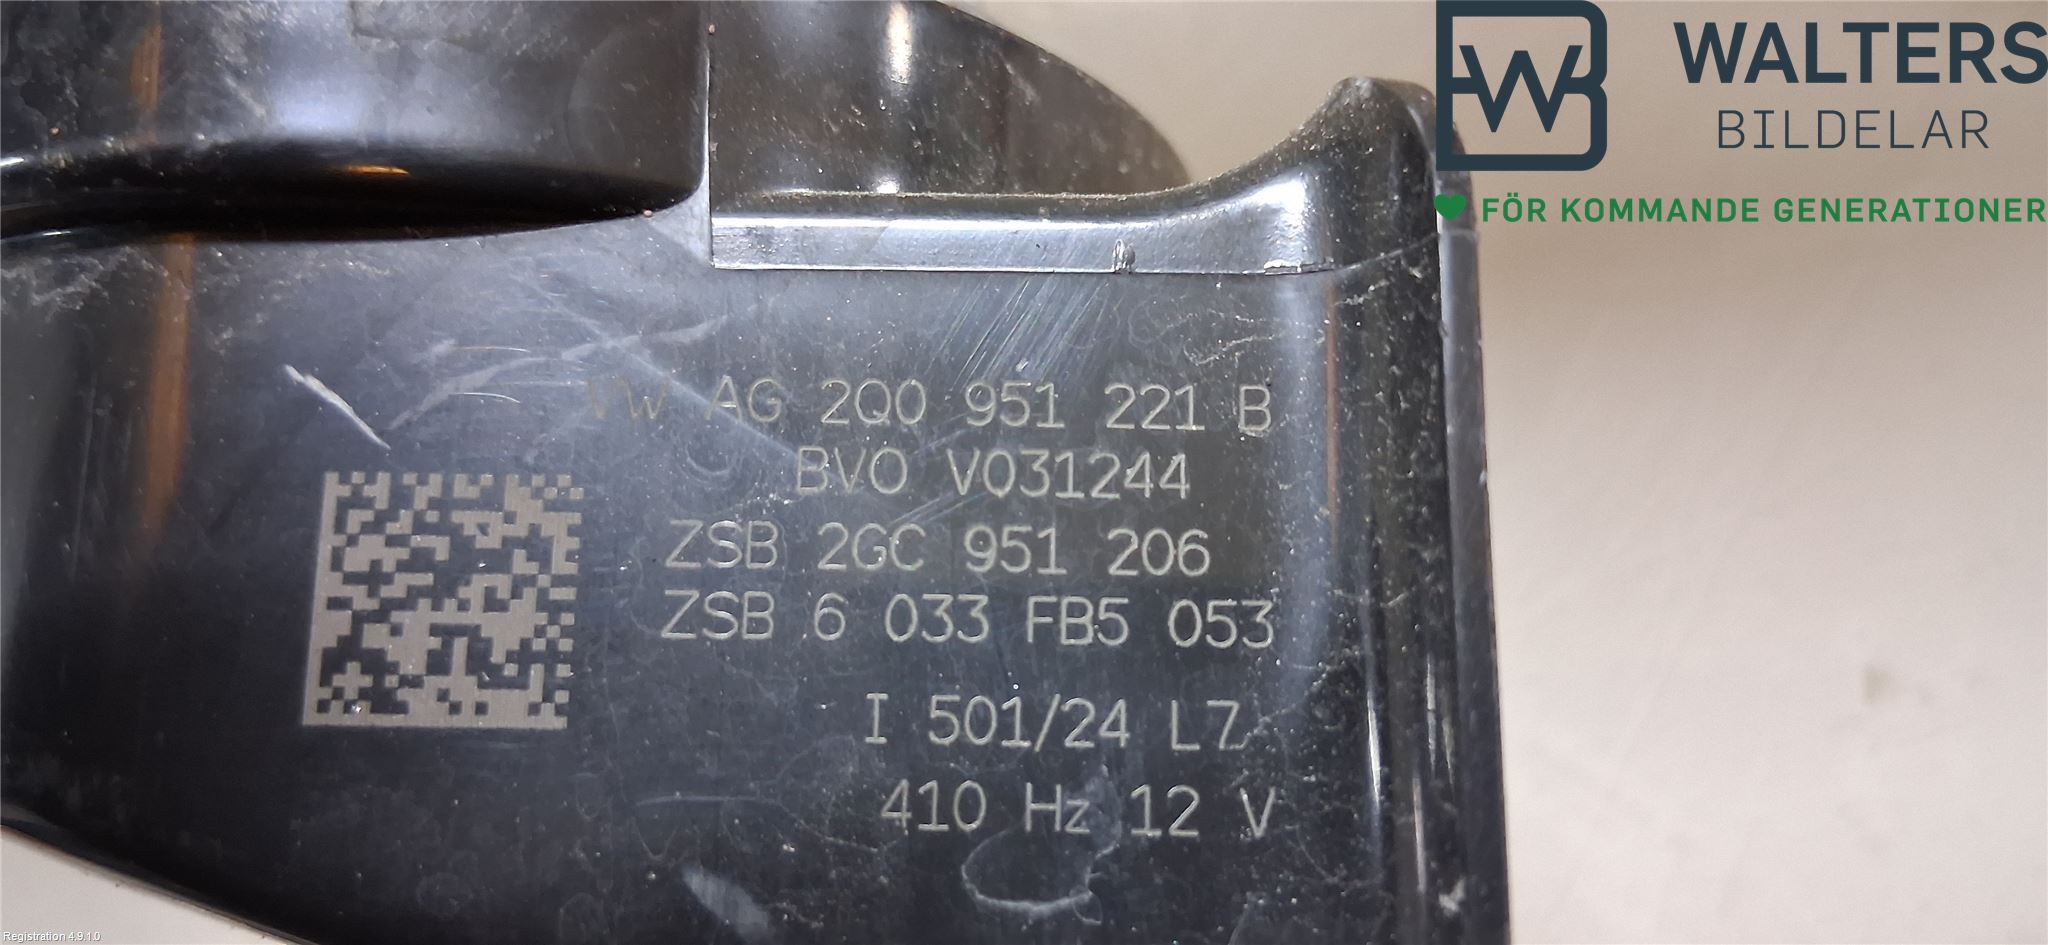 WALTERS
BILDELAR
FÖR KOMMANDE GENERATIONER
VW AG 2Q0 951 221 B
BVO V031244
ZSB 2GC 951 206
ZSB 6 033 FB5 053
I 501/24 L7
410 Hz 12 V
Registration 4.9.1.0